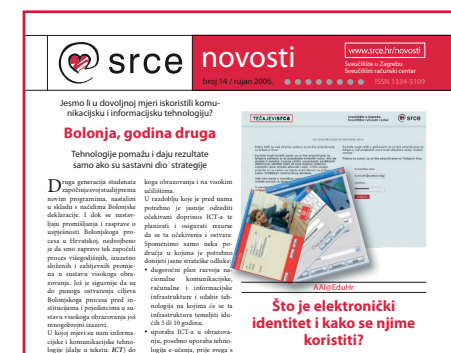 srce
novosti
broj 14 / rujan 2006.
www.srce.hr/novosti
Sveučilište u Zagrebu
Sveučilišni računski centar
ISSN 1334-5109
Jesmo li u dovoljnoj mjeri iskoristili komu-
nikacijsku i informacijsku tehnologiju?
Bolonja, godina druga
Tehnologije pomažu i daju rezultate
samo ako su sastavni dio strategije
Druga generacija studenata
započinje svoj studij prema
novim programima, nastalim
u skladu s načelima Bolonjske
deklaracije. I dok se nastav-
ljaju promišljanja i rasprave o
uspješnosti Bolonjskoga pro-
cesa u Hrvatskoj, nedvojbeno
je da smo zapravo tek započeli
proces višegodišnjih, izuzetno
složenih i zahtjevnih promje-
na u sustavu visokoga obra-
zovanja. Još je sigurnije da su
do punoga ostvarenja ciljeva
Bolonjskoga procesa pred in-
stitucijama i pojedincima u su-
stavu visokoga obrazovanja još
mnogobrojni izazovi.
U kojoj mjeri su nam informa-
cijske i komunikacijske tehno-
logije (dalje u tekstu: ICT) do
koga obrazovanja i na visokim
učilištima.
U razdoblju koje je pred nama
potrebno je jasnije odrediti
očekivani doprinos ICT-a te
planirati i osigurati resurse
da se ta očekivanja i ostvare.
Spomenimo samo neka po-
dručja u kojima je potrebno
donijeti jasne strateške odluke:
• dugoročni plan razvoja na-
cionalne komunikacijske,
računalne i informacijske
infrastrukture i odabir teh-
nologija na kojima će se ta
infrastruktura temeljiti idu-
ćih 5 ili 10 godina;
• uporaba ICT-a u obrazova-
nju, posebno uporaba tehno-
logija e-učenja, prije svega s
TEČAJEVIsrca
srce
AAI@EduHr
Što je elektronički
identitet i kako se njime
koristiti?